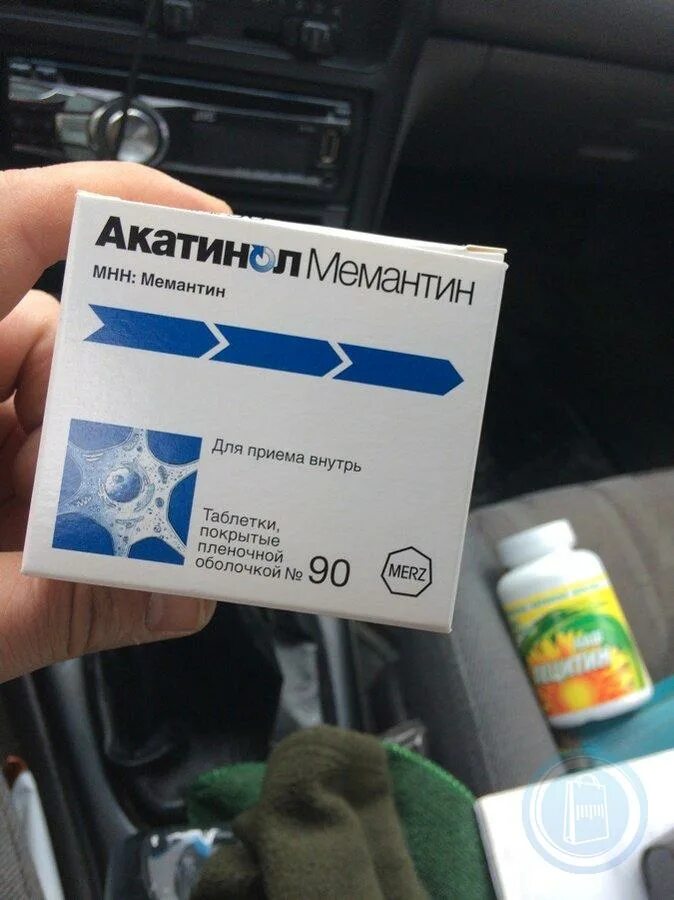 Акатинол Мемантин
МНН: Мемантин
Для приема внутрь
Таблетки,
покрытые
пленочной
оболочкой № 90
MERZ